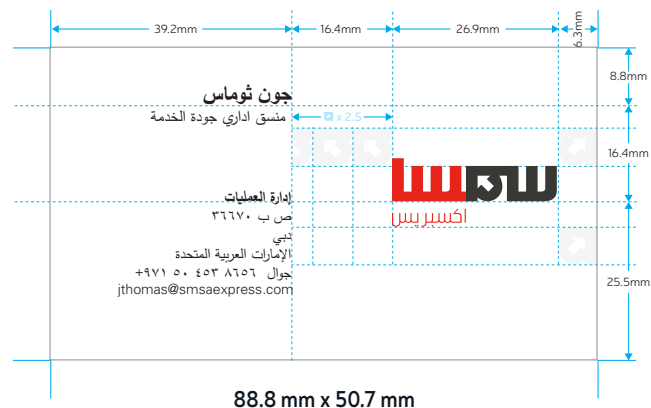 39.2mm 16.4mm 26.9mm 6.3mm
8.8mm
جون ثوماس
منسق اداري جودة الخدمة
x 2.5
16.4mm
سمسا
اكسبريس
إدارة العمليات
ص ب ٣٦٦٧٠
دبي
الإمارات العربية المتحدة
جوال ٨٦٥٦ ٤٥٣ ٥٠ ٩٧١+
jthomas@smsaexpress.com
25.5mm
88.8 mm x 50.7 mm